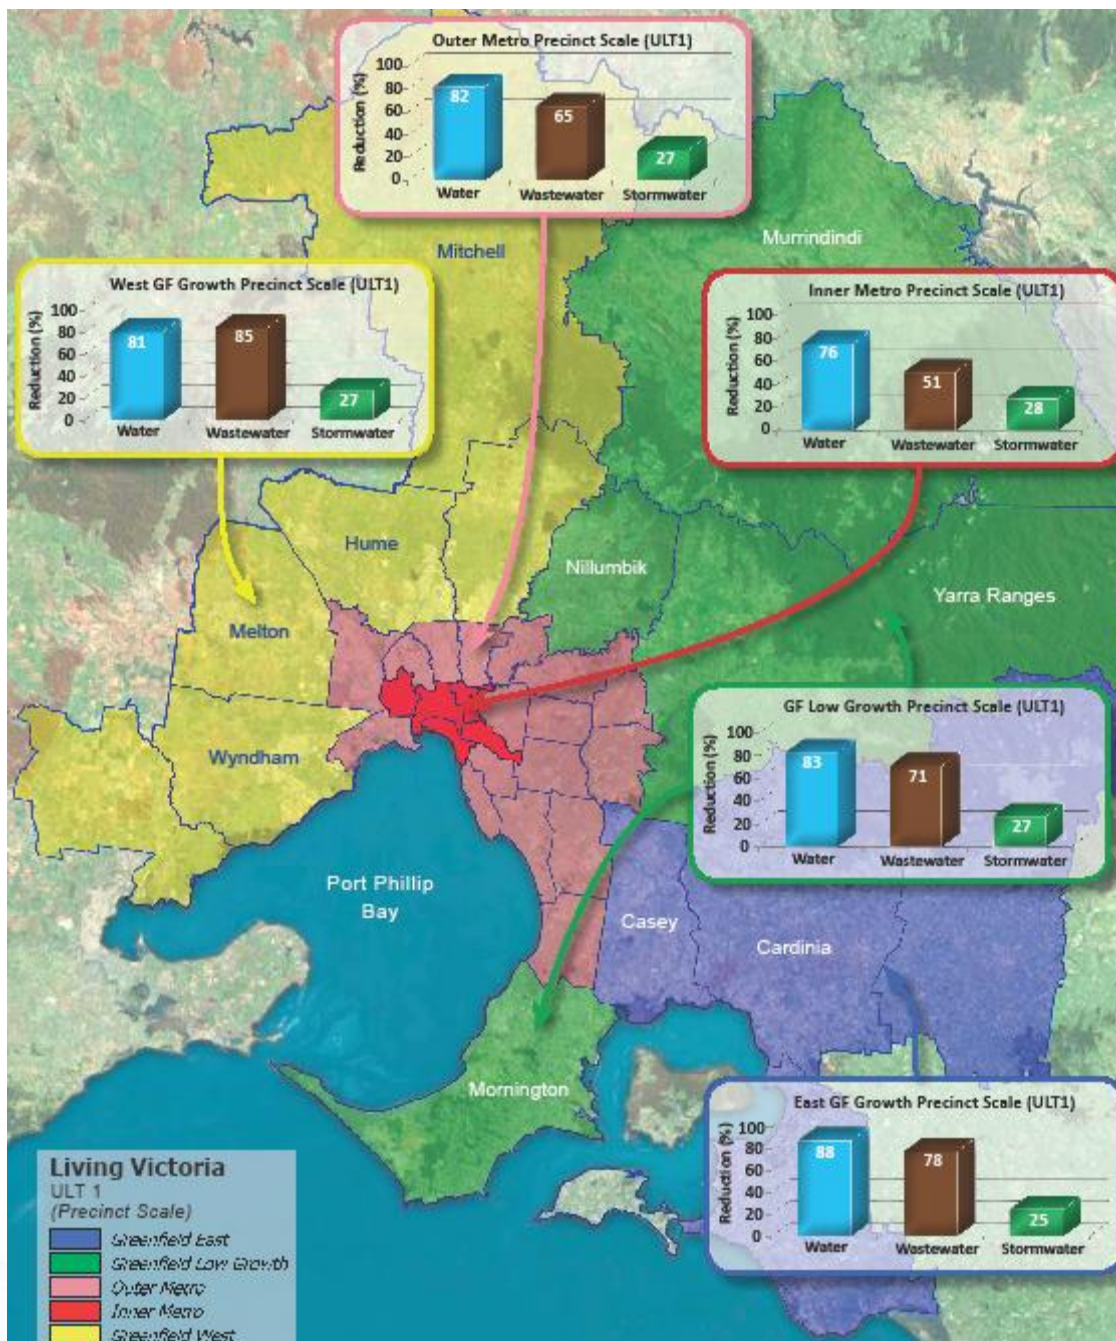 Outer Metro Precinct Scale (ULT1)
Reduction (%)
100
80
60
40
20
0
82
65
27
Water
Wastewater
Stormwater
Mitchell
Murrindindi
West GF Growth Precinct Scale (ULT1)
Reduction (%)
100
80
60
40
20
0
81
85
27
Water
Wastewater
Stormwater
Inner Metro Precinct Scale (ULT1)
Reduction (%)
100
80
60
40
20
0
76
51
28
Water
Wastewater
Stormwater
Hume
Nillumbik
Yarra Ranges
Melton
Wyndham
GF Low Growth Precinct Scale (ULT1)
Reduction (%)
100
80
60
40
20
0
83
71
27
Water
Wastewater
Stormwater
Port Phillip
Bay
Casey
Cardinia
Mornington
East GF Growth Precinct Scale (ULT1)
Reduction (%)
100
80
60
40
20
0
88
78
25
Water
Wastewater
Stormwater
Living Victoria
ULT 1
(Precinct Scale)
Greenfield East
Greenfield Low Growth
Outer Metro
Inner Metro
Greenfield West